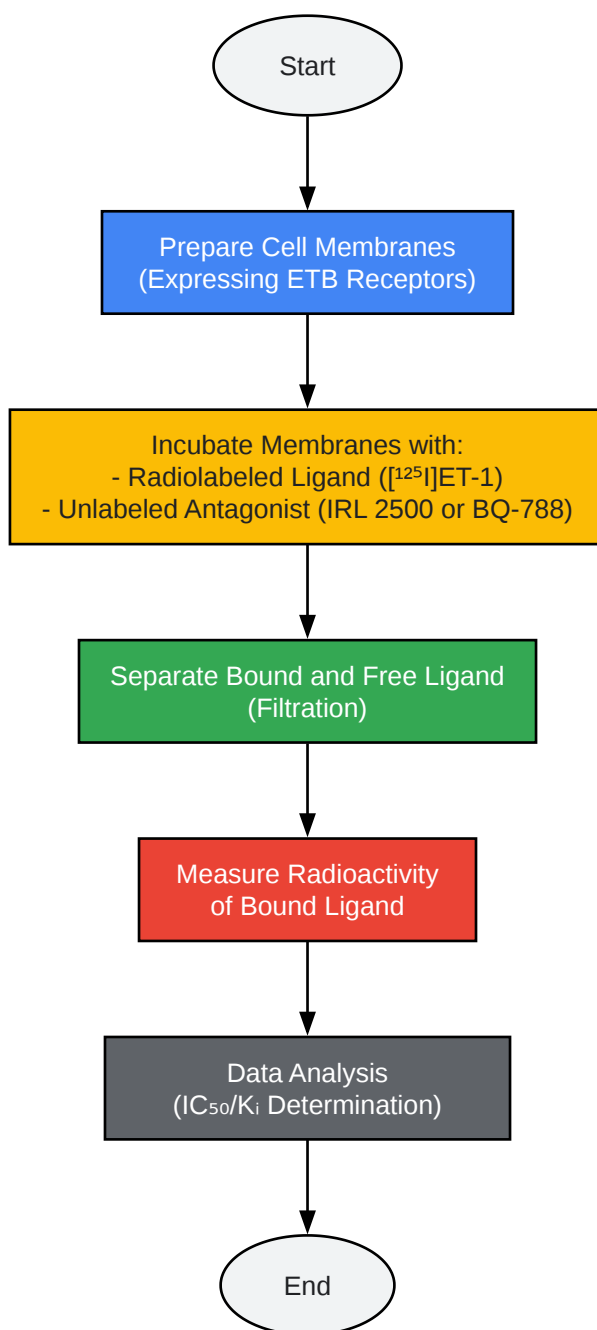 Start
Prepare Cell Membranes
(Expressing ETB Receptors)
Incubate Membranes with:
- Radiolabeled Ligand ([¹²⁵I]ET-1)
- Unlabeled Antagonist (IRL 2500 or BQ-788)
Separate Bound and Free Ligand
(Filtration)
Measure Radioactivity
of Bound Ligand
Data Analysis
(IC₅₀/Kᵢ Determination)
End